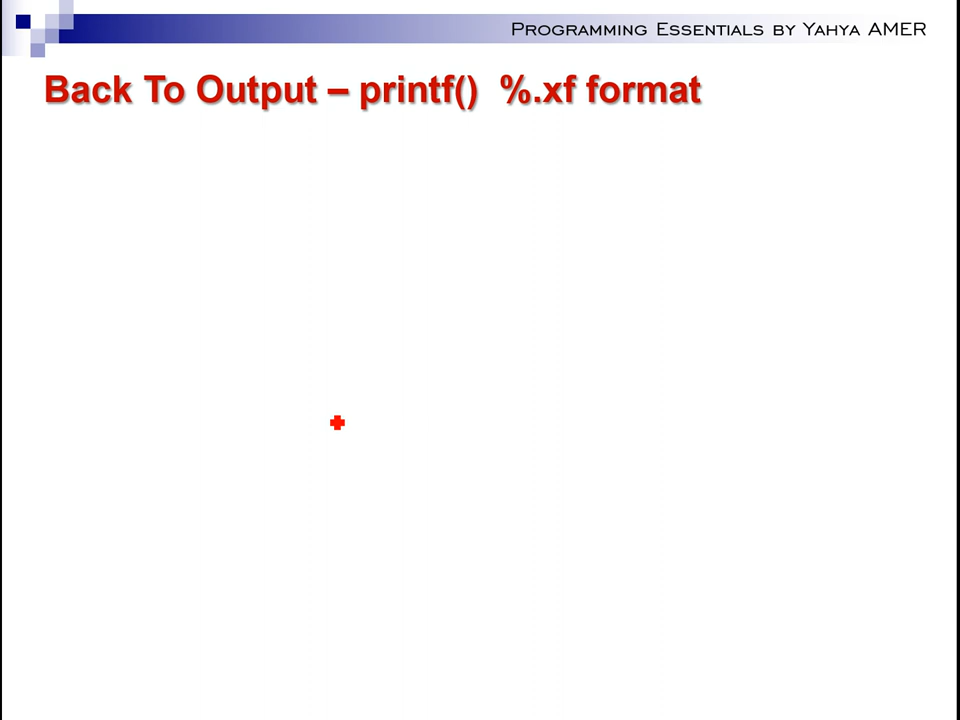 Programming Essentials by Yahya AMER
Back To Output – printf() %.xf format